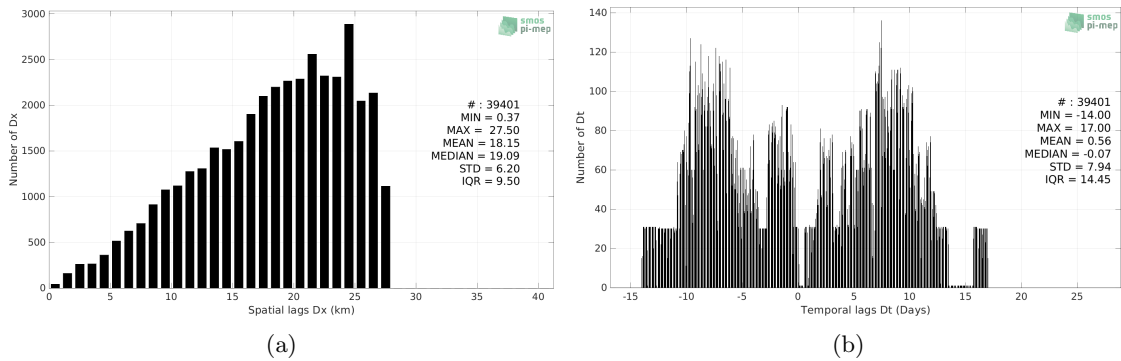 3000
2500
2000
1500
1000
500
0
Number of Dx
smos
pi-mep
# : 39401
MIN = 0.37
MAX = 27.50
MEAN = 18.15
MEDIAN = 19.09
STD = 6.20
IQR = 9.50
0 5 10 15 20 25 30 35 40
Spatial lags Dx (km)
(a)
140
120
100
80
60
40
20
0
Number of Dt
smos
pi-mep
# : 39401
MIN = -14.00
MAX = 17.00
MEAN = 0.56
MEDIAN = -0.07
STD = 7.94
IQR = 14.45
-15 -10 -5 0 5 10 15 20 25
Temporal lags Dt (Days)
(b)